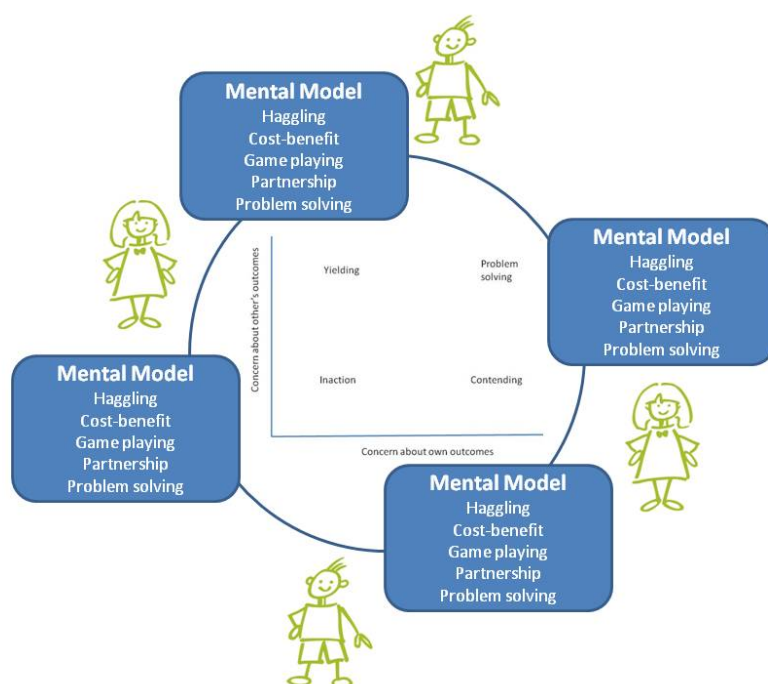 Mental Model
Haggling
Cost-benefit
Game playing
Partnership
Problem solving
Mental Model
Haggling
Cost-benefit
Game playing
Partnership
Problem solving
Concern about other's outcomes
Yielding
Problem
solving
Inaction
Contending
Concern about own outcomes
Mental Model
Haggling
Cost-benefit
Game playing
Partnership
Problem solving
Mental Model
Haggling
Cost-benefit
Game playing
Partnership
Problem solving